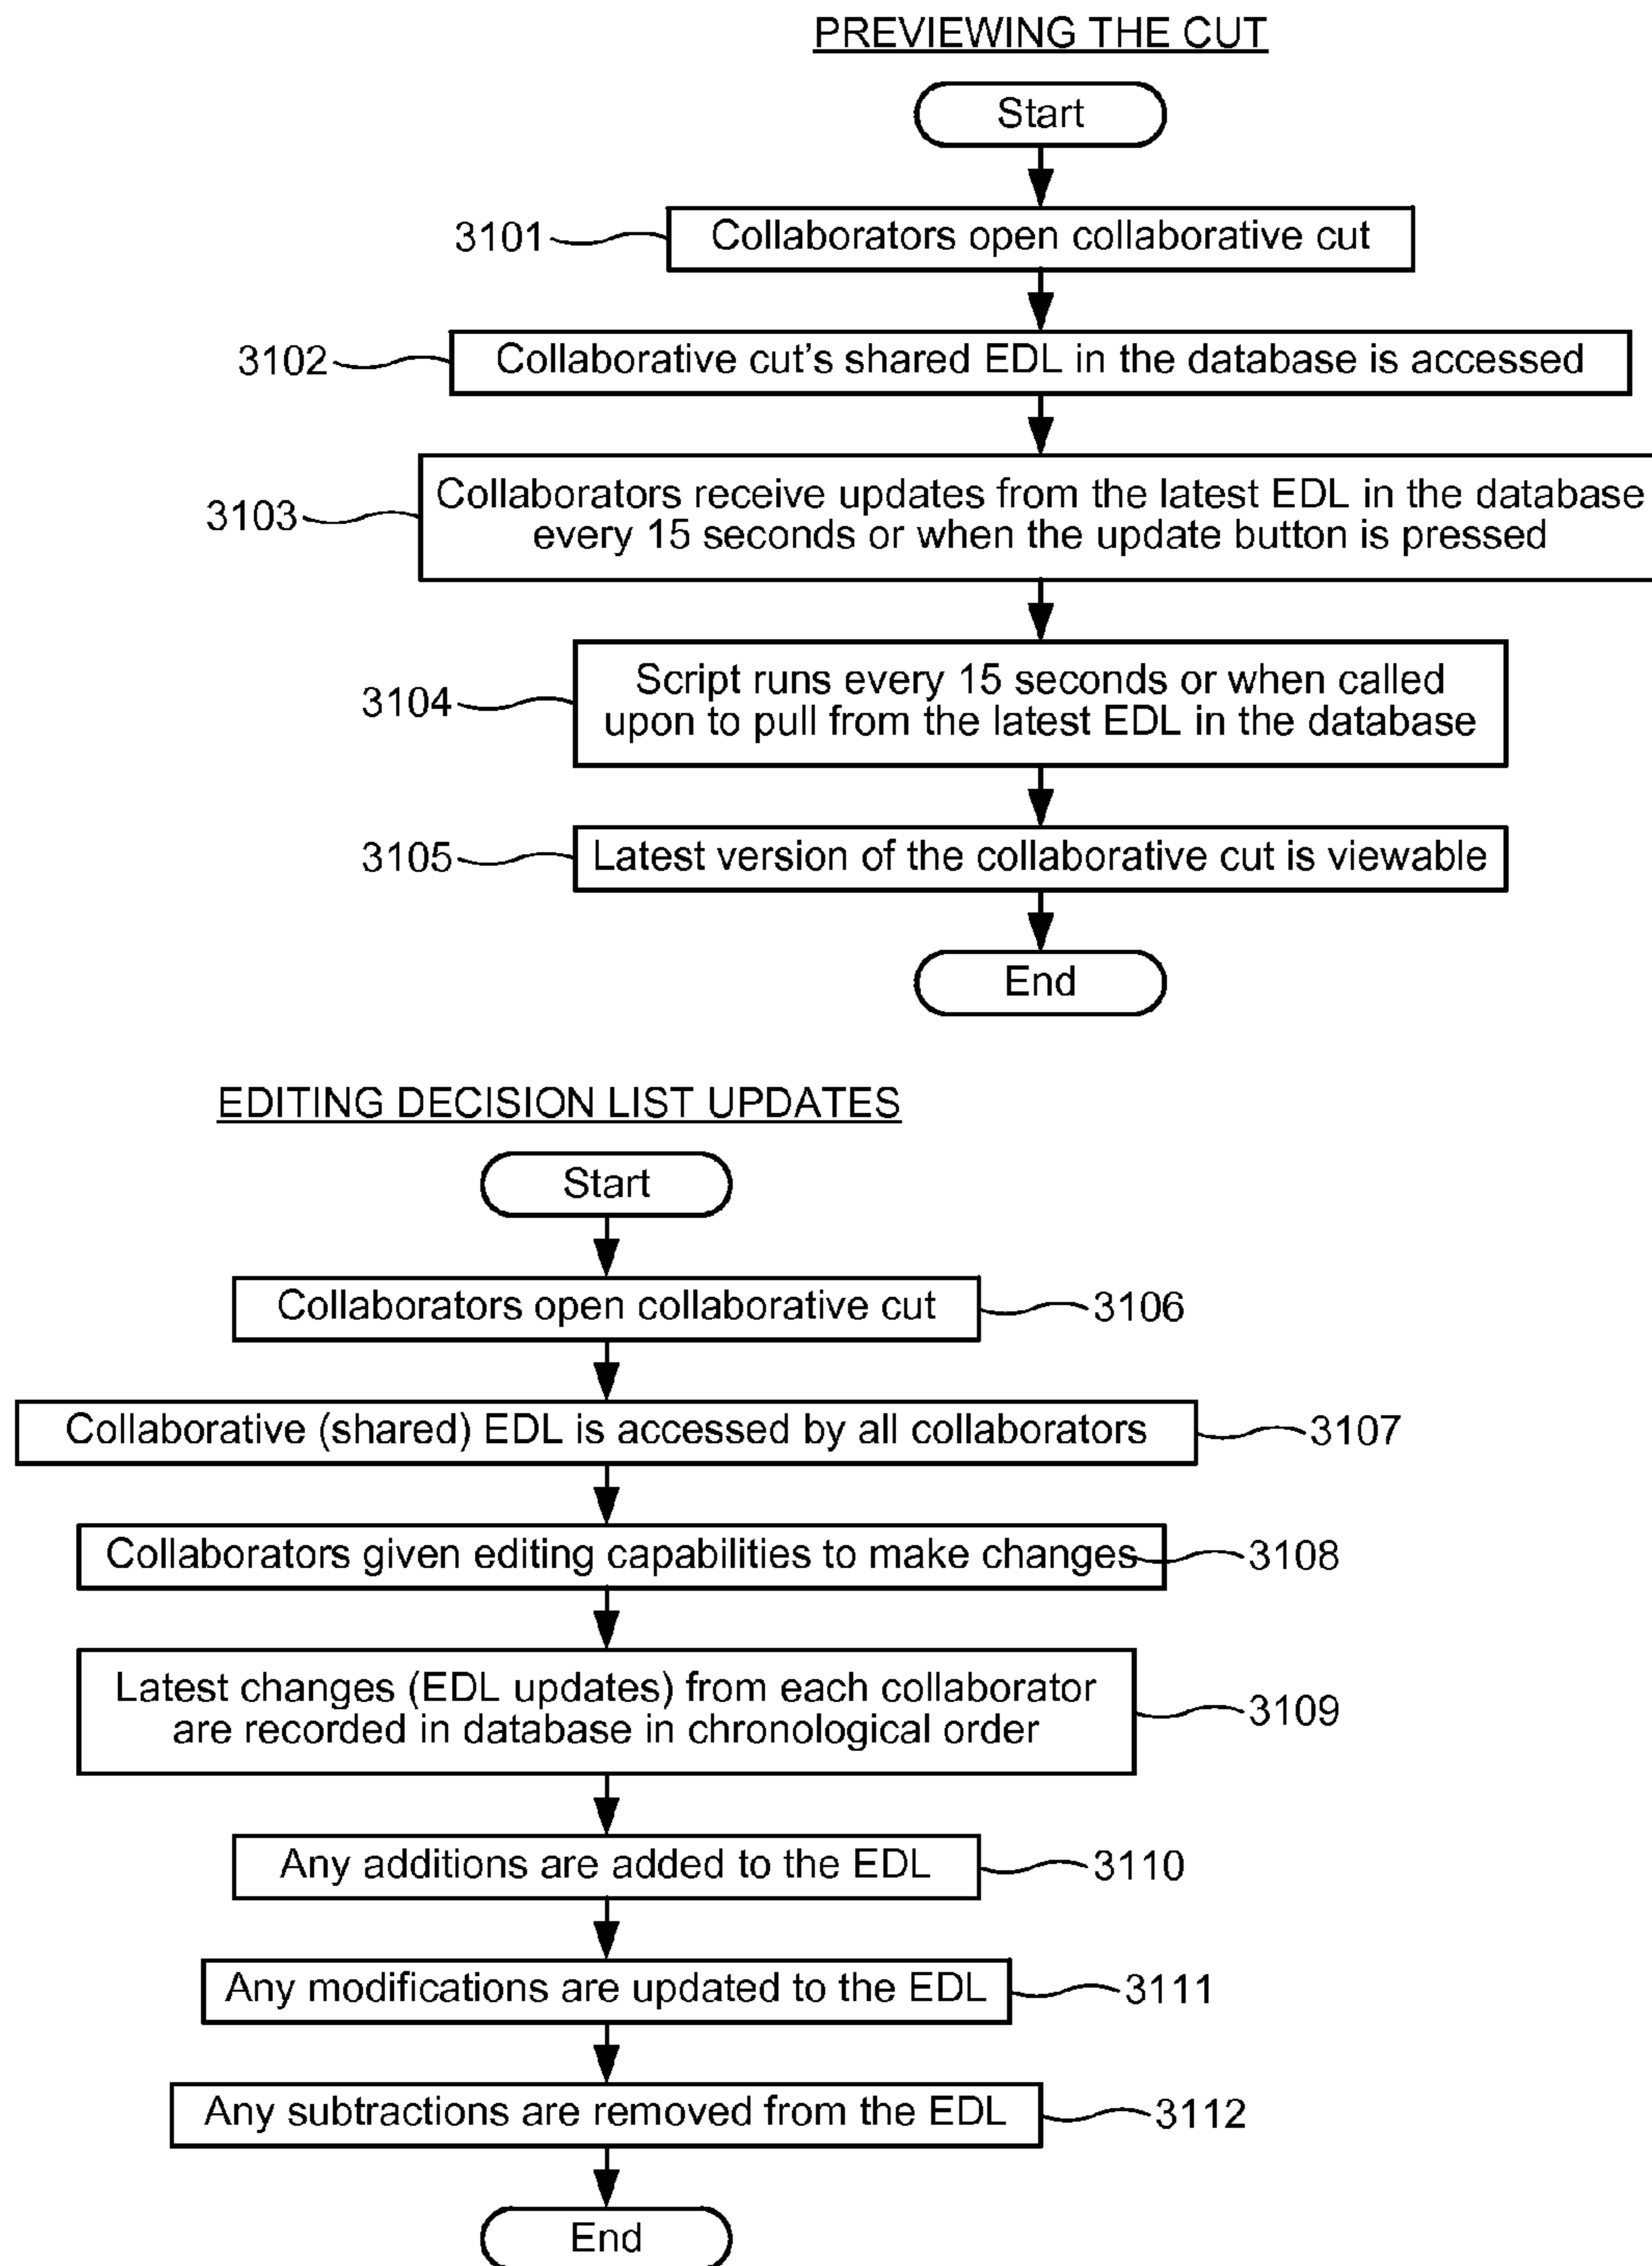 PREVIEWING THE CUT
Start
3101
Collaborators open collaborative cut
3102
Collaborative cut's shared EDL in the database is accessed
3103
Collaborators receive updates from the latest EDL in the database
every 15 seconds or when the update button is pressed
3104
Script runs every 15 seconds or when called
upon to pull from the latest EDL in the database
3105
Latest version of the collaborative cut is viewable
End
EDITING DECISION LIST UPDATES
Start
Collaborators open collaborative cut
3106
Collaborative (shared) EDL is accessed by all collaborators
3107
Collaborators given editing capabilities to make changes
3108
Latest changes (EDL updates) from each collaborator
are recorded in database in chronological order
3109
Any additions are added to the EDL
3110
Any modifications are updated to the EDL
3111
Any subtractions are removed from the EDL
3112
End